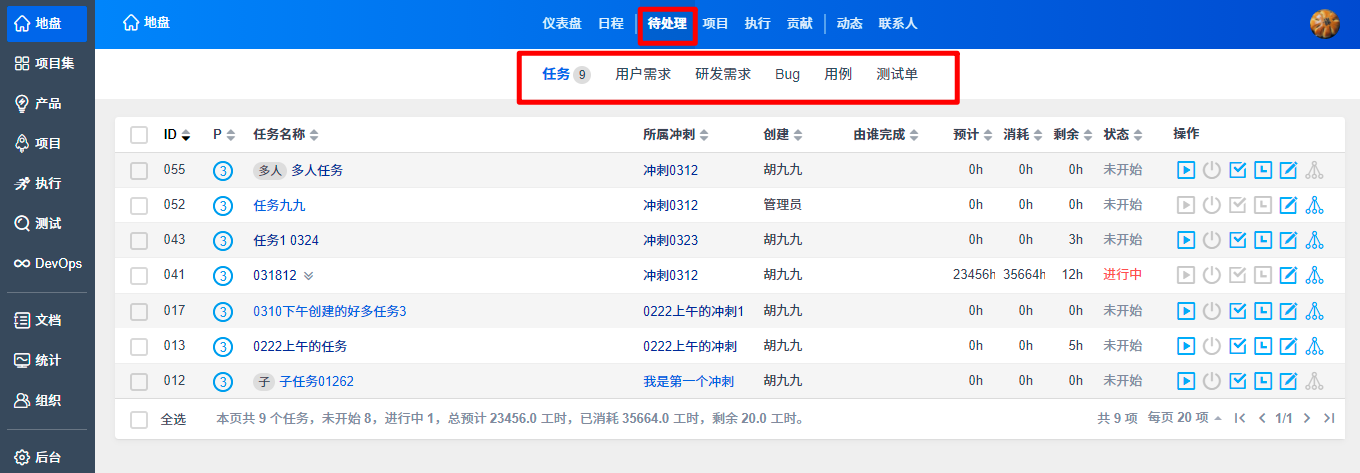 地盘 地盘 仪表盘 日程 待处理 项目 执行 贡献 动态 联系人
项目集 任务 9 用户需求 研发需求 Bug 用例 测试单
产品
项目
执行
测试
DevOps
文档
统计
组织
后台
ID P 任务名称 所属冲刺 创建 由谁完成 预计 消耗 剩余 状态 操作
055 3 多人 多人任务 冲刺0312 胡九九 0h 0h 0h 未开始
052 3 任务九九 冲刺0312 管理员 0h 0h 0h 未开始
043 3 任务1 0324 冲刺0323 胡九九 0h 0h 3h 未开始
041 3 031812 冲刺0312 胡九九 23456h 35664h 12h 进行中
017 3 0310下午创建的好多任务3 0222上午的冲刺1 胡九九 0h 0h 0h 未开始
013 3 0222上午的任务 0222上午的冲刺 胡九九 0h 0h 5h 未开始
012 3 子 子任务01262 我是第一个冲刺 胡九九 0h 0h 0h 未开始
全选 本页共 9 个任务，未开始 8，进行中 1，总预计 23456.0 工时，已消耗 35664.0 工时，剩余 20.0 工时。 共 9 项 每页 20 项 1/1